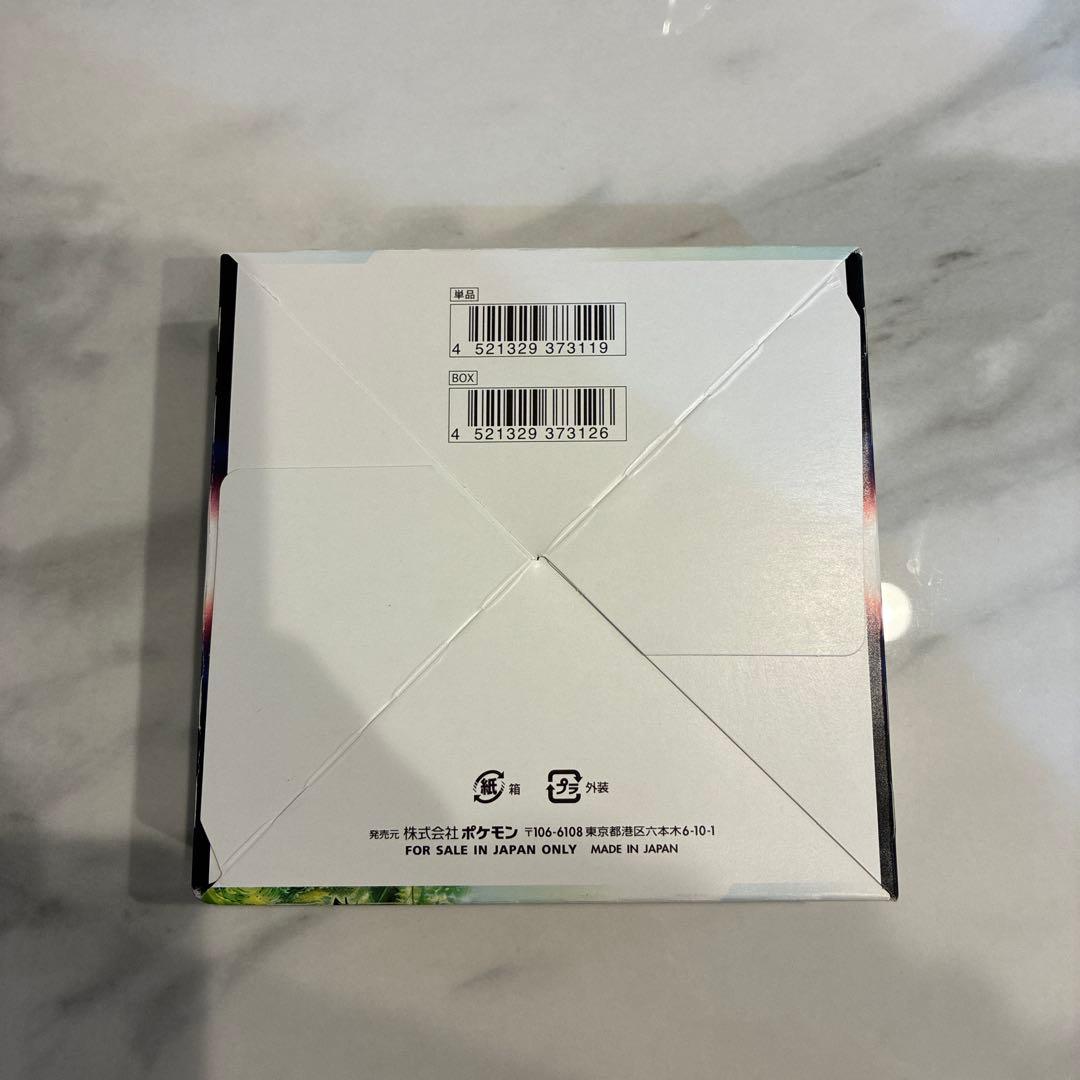 単品
4 521329 373119
BOX
4 521329 373126
紙 箱 プラ 外装
発売元 株式会社ポケモン 〒106-6108 東京都港区六本木6-10-1
FOR SALE IN JAPAN ONLY MADE IN JAPAN